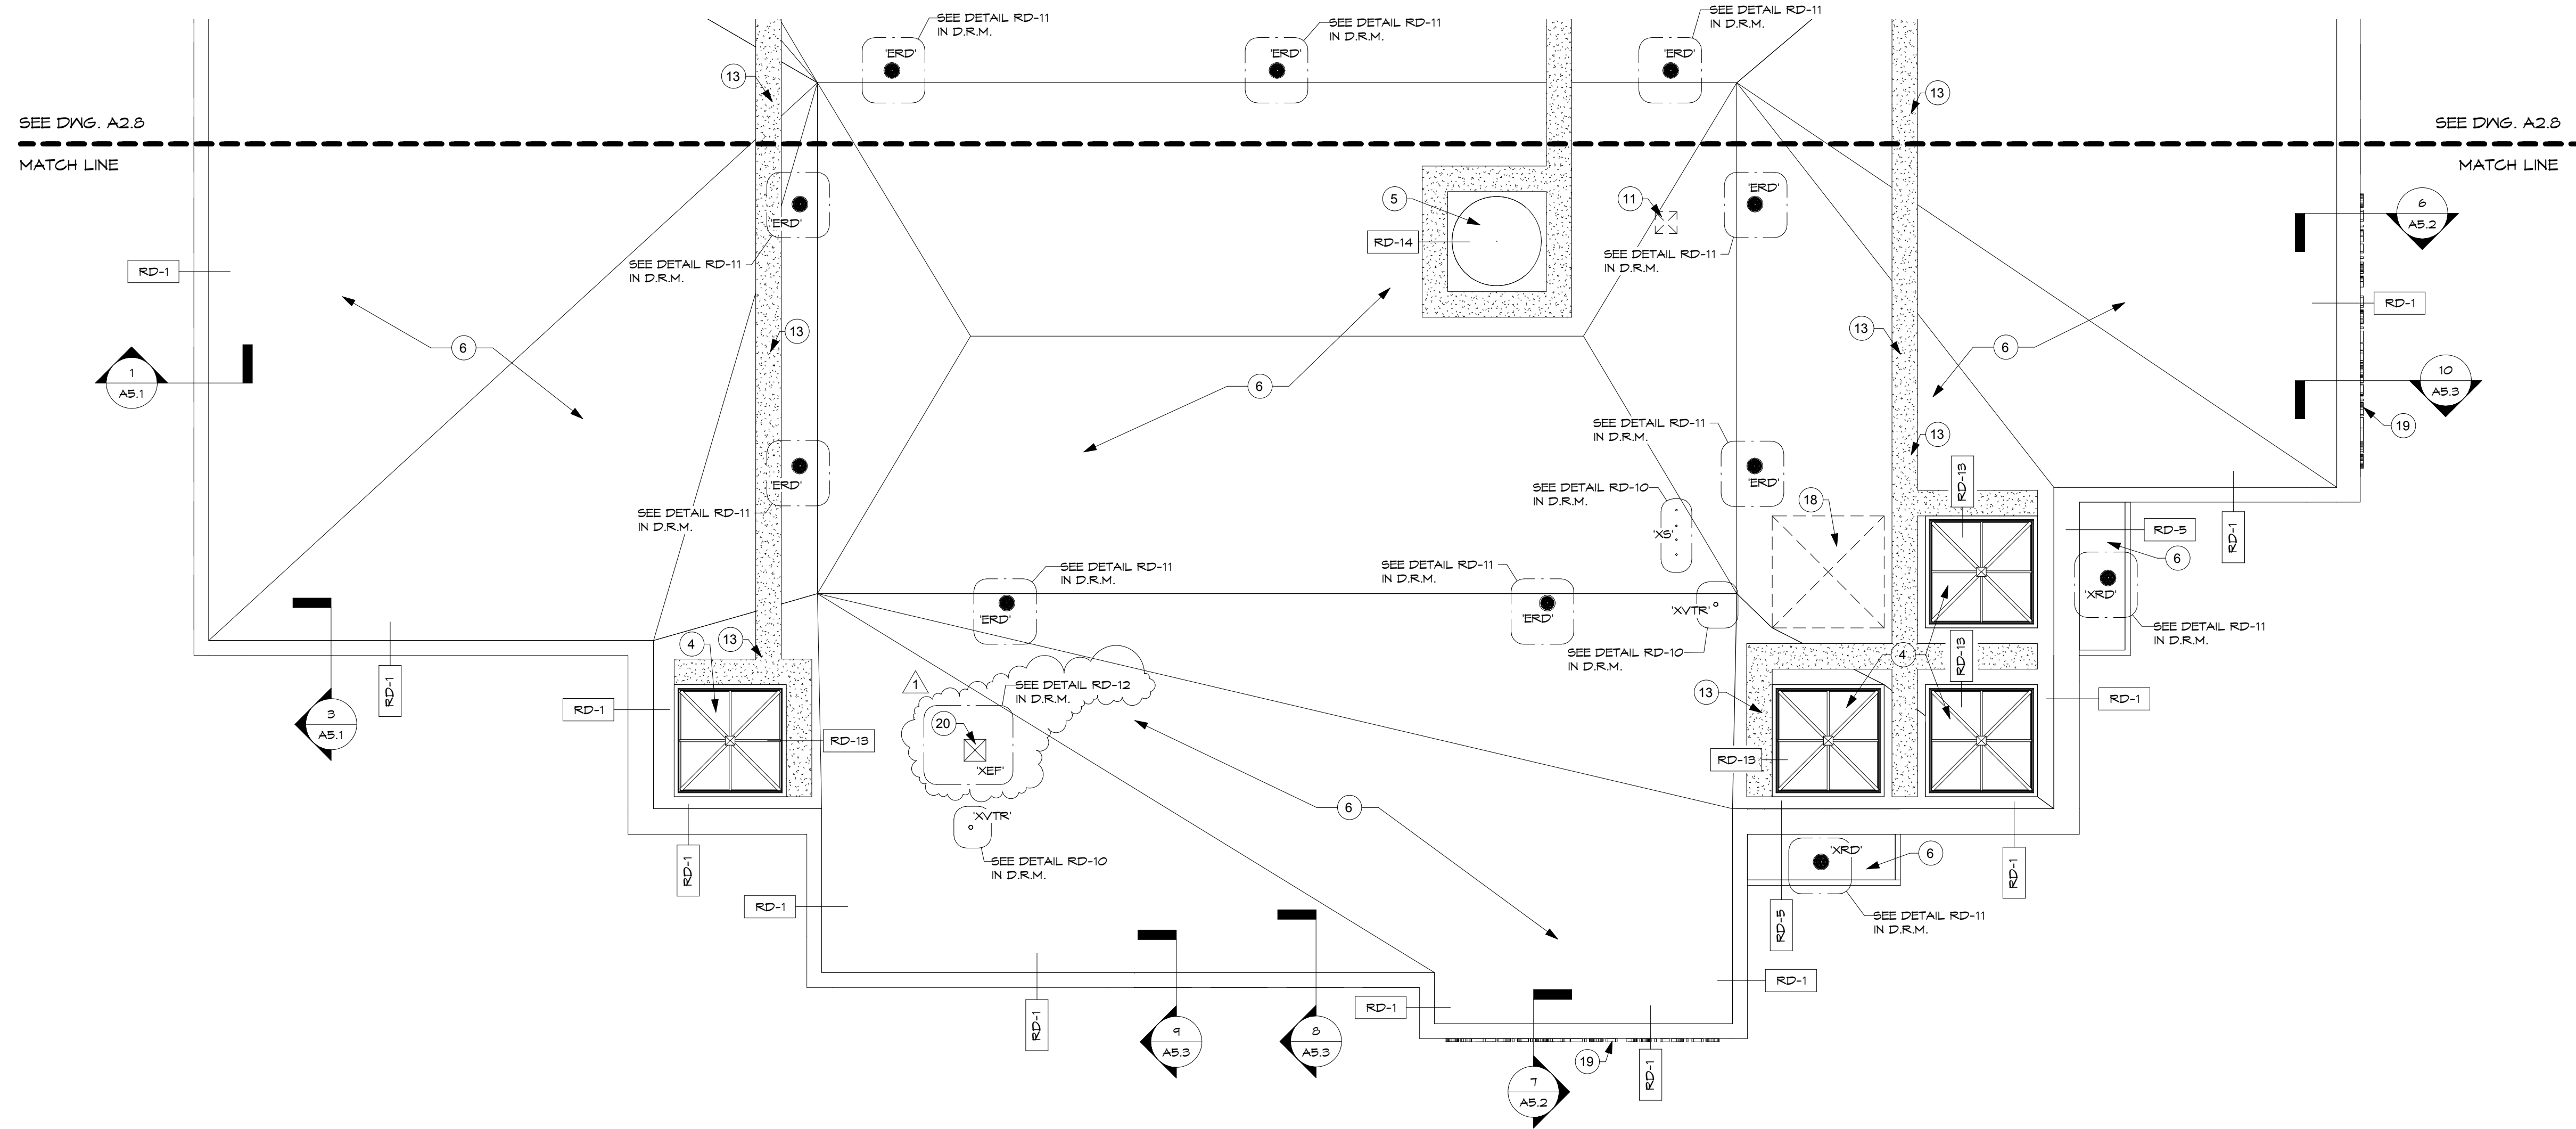 SEE DETAIL RD-11
IN D.R.M.
'ERD'
SEE DETAIL RD-11
IN D.R.M.
'ERD'
SEE DETAIL RD-11
IN D.R.M.
'ERD'
13
13
SEE DWG. A2.8
MATCH LINE
SEE DWG. A2.8
MATCH LINE
'ERD'
SEE DETAIL RD-11
IN D.R.M.
5
RD-14
11
'ERD'
SEE DETAIL RD-11
IN D.R.M.
6
A5.2
RD-1
RD-1
6
13
13
6
6
1
A5.1
10
A5.3
19
6
SEE DETAIL RD-11
IN D.R.M.
'ERD'
13
'ERD'
SEE DETAIL RD-11
IN D.R.M.
SEE DETAIL RD-10
IN D.R.M.
'XS'
18
RD-13
RD-5
RD-1
6
'XRD'
SEE DETAIL RD-11
IN D.R.M.
SEE DETAIL RD-11
IN D.R.M.
'ERD'
SEE DETAIL RD-11
IN D.R.M.
'ERD'
'XVTR'
SEE DETAIL RD-10
IN D.R.M.
4
13
RD-1
3
A5.1
RD-1
RD-13
1
SEE DETAIL RD-12
IN D.R.M.
20
'XEF'
4
RD-13
13
RD-13
RD-1
'XVTR'
SEE DETAIL RD-10
IN D.R.M.
6
RD-1
RD-1
'XRD'
6
SEE DETAIL RD-11
IN D.R.M.
RD-5
RD-1
RD-1
RD-1
9
A5.3
8
A5.3
RD-1
7
A5.2
19
RD-1